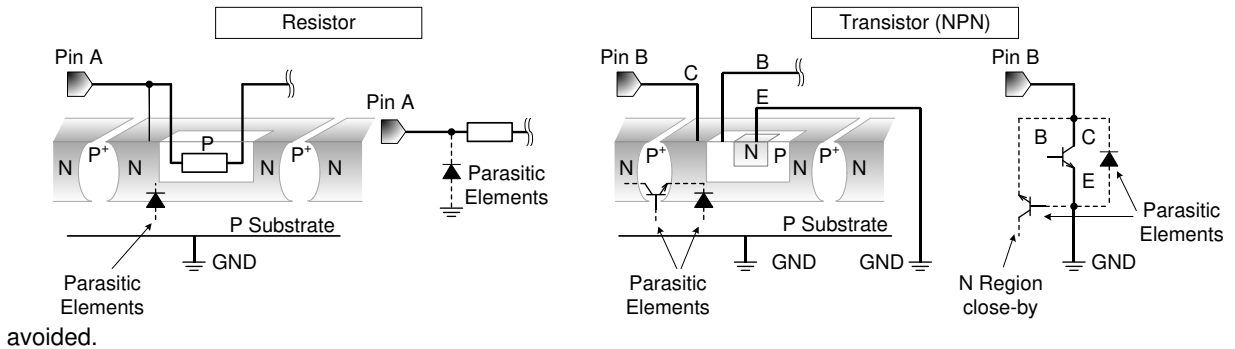 Resistor
Pin A
Pin A
N
P+
N
P
N
P+
N
Parasitic
Elements
P Substrate
GND
Parasitic
Elements
Transistor (NPN)
Pin B
C
B
E
N
P+
N
P
N
P+
N
P Substrate
GND
GND
Parasitic
Elements
Pin B
B
C
E
Parasitic
Elements
GND
N Region
close-by
avoided.